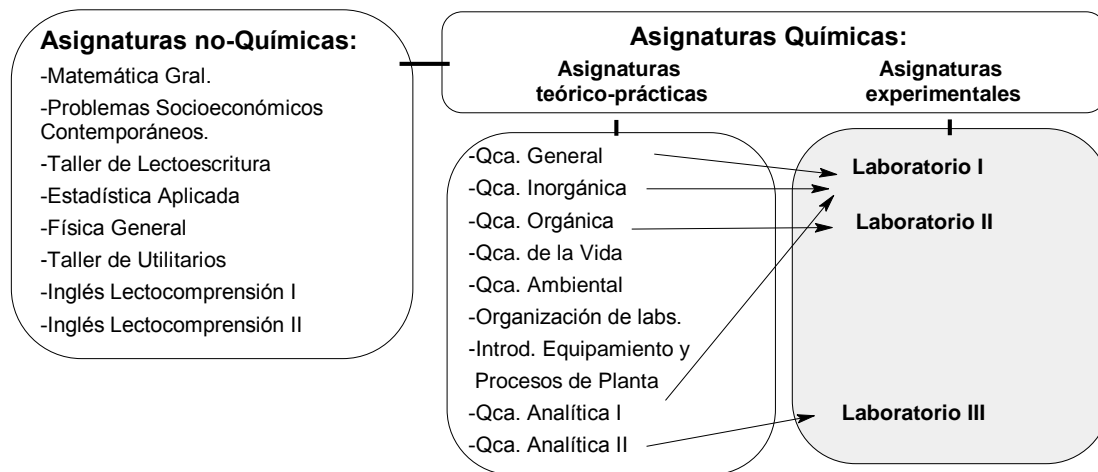 Asignaturas no-Químicas:
-Matemática Gral.
-Problemas Socioeconómicos
Contemporáneos.
-Taller de Lectoescritura
-Estadística Aplicada
-Física General
-Taller de Utilitarios
-Inglés Lectocomprensión I
-Inglés Lectocomprensión II
Asignaturas Químicas:
Asignaturas
teórico-prácticas
Asignaturas
experimentales
-Qca. General
-Qca. Inorgánica
-Qca. Orgánica
-Qca. de la Vida
-Qca. Ambiental
-Organización de labs.
-Introd. Equipamiento y
Procesos de Planta
-Qca. Analítica I
-Qca. Analítica II
Laboratorio I
Laboratorio II
Laboratorio III